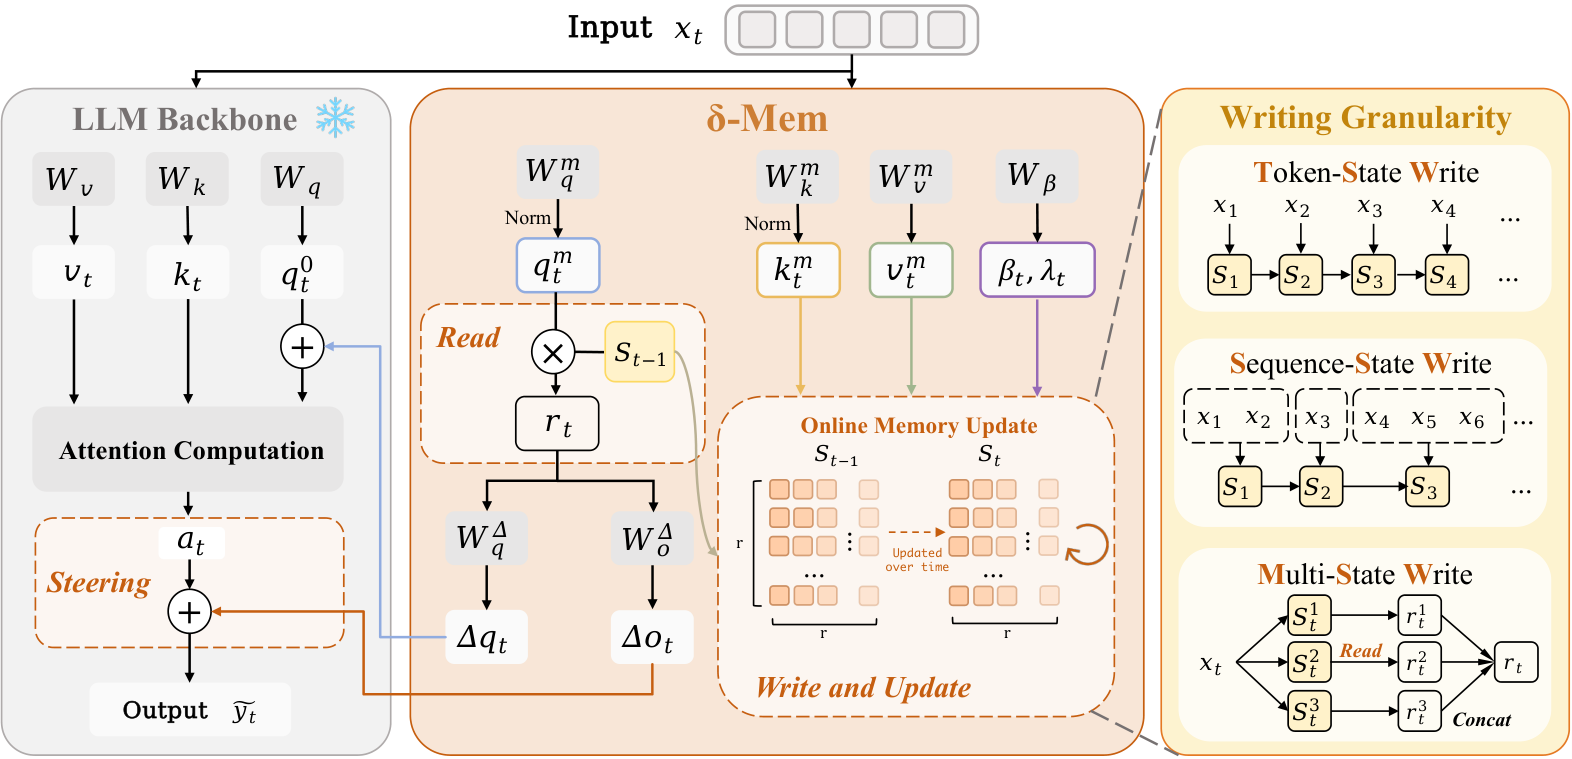 Input x_t
LLM Backbone
W_v W_k W_q
v_t k_t q_t^0
+
Attention Computation
a_t
Steering
+
Output ỹ_t
δ-Mem
W_q^m W_k^m W_v^m W_β
Norm Norm
q_t^m k_t^m v_t^m β_t, λ_t
Read
× S_{t-1}
r_t
W_q^Δ W_o^Δ
Δq_t Δo_t
Online Memory Update
S_{t-1} S_t
r
...
Updated
over time
...
... ...
r r
Write and Update
Writing Granularity
Token-State Write
x_1 x_2 x_3 x_4 ...
S_1 S_2 S_3 S_4 ...
Sequence-State Write
x_1 x_2 x_3 x_4 x_5 x_6 ...
S_1 S_2 S_3 ...
Multi-State Write
S_t^1 r_t^1
x_t S_t^2 Read r_t^2 r_t
S_t^3 r_t^3 Concat